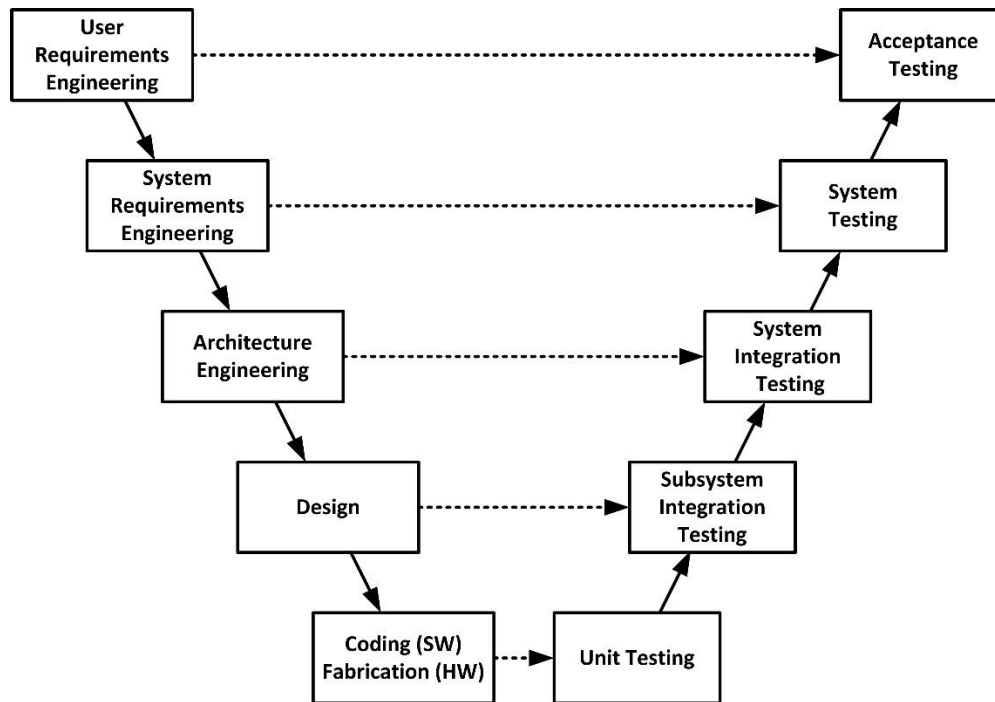 User
Requirements
Engineering
Acceptance
Testing
System
Requirements
Engineering
System
Testing
Architecture
Engineering
System
Integration
Testing
Design
Subsystem
Integration
Testing
Coding (SW)
Fabrication (HW)
Unit Testing